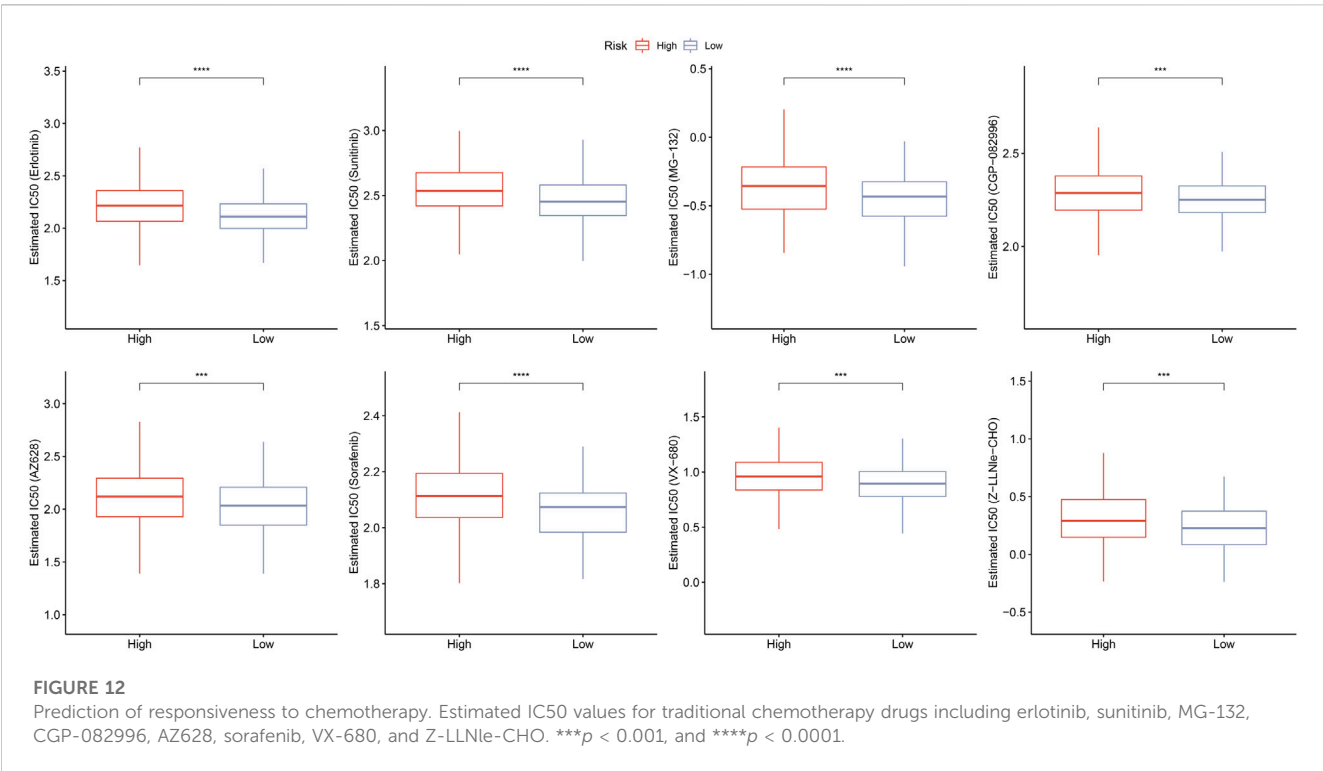 Risk High Low
****
Estimated IC50 (Erlotinib)
3.5
3.0
2.5
2.0
1.5
High Low
****
Estimated IC50 (Sunitinib)
3.0
2.5
2.0
1.5
High Low
****
Estimated IC50 (MG−132)
0.5
0.0
−0.5
−1.0
High Low
***
Estimated IC50 (CGP−082996)
2.5
2.0
High Low
***
Estimated IC50 (AZ628)
3.0
2.5
2.0
1.5
1.0
High Low
****
Estimated IC50 (Sorafenib)
2.4
2.2
2.0
1.8
High Low
***
Estimated IC50 (VX−680)
1.5
1.0
0.5
0.0
High Low
***
Estimated IC50 (Z−LLNle−CHO)
1.5
1.0
0.5
0.0
−0.5
High Low
FIGURE 12
Prediction of responsiveness to chemotherapy. Estimated IC50 values for traditional chemotherapy drugs including erlotinib, sunitinib, MG-132,
CGP-082996, AZ628, sorafenib, VX-680, and Z-LLNle-CHO. ***p < 0.001, and ****p < 0.0001.